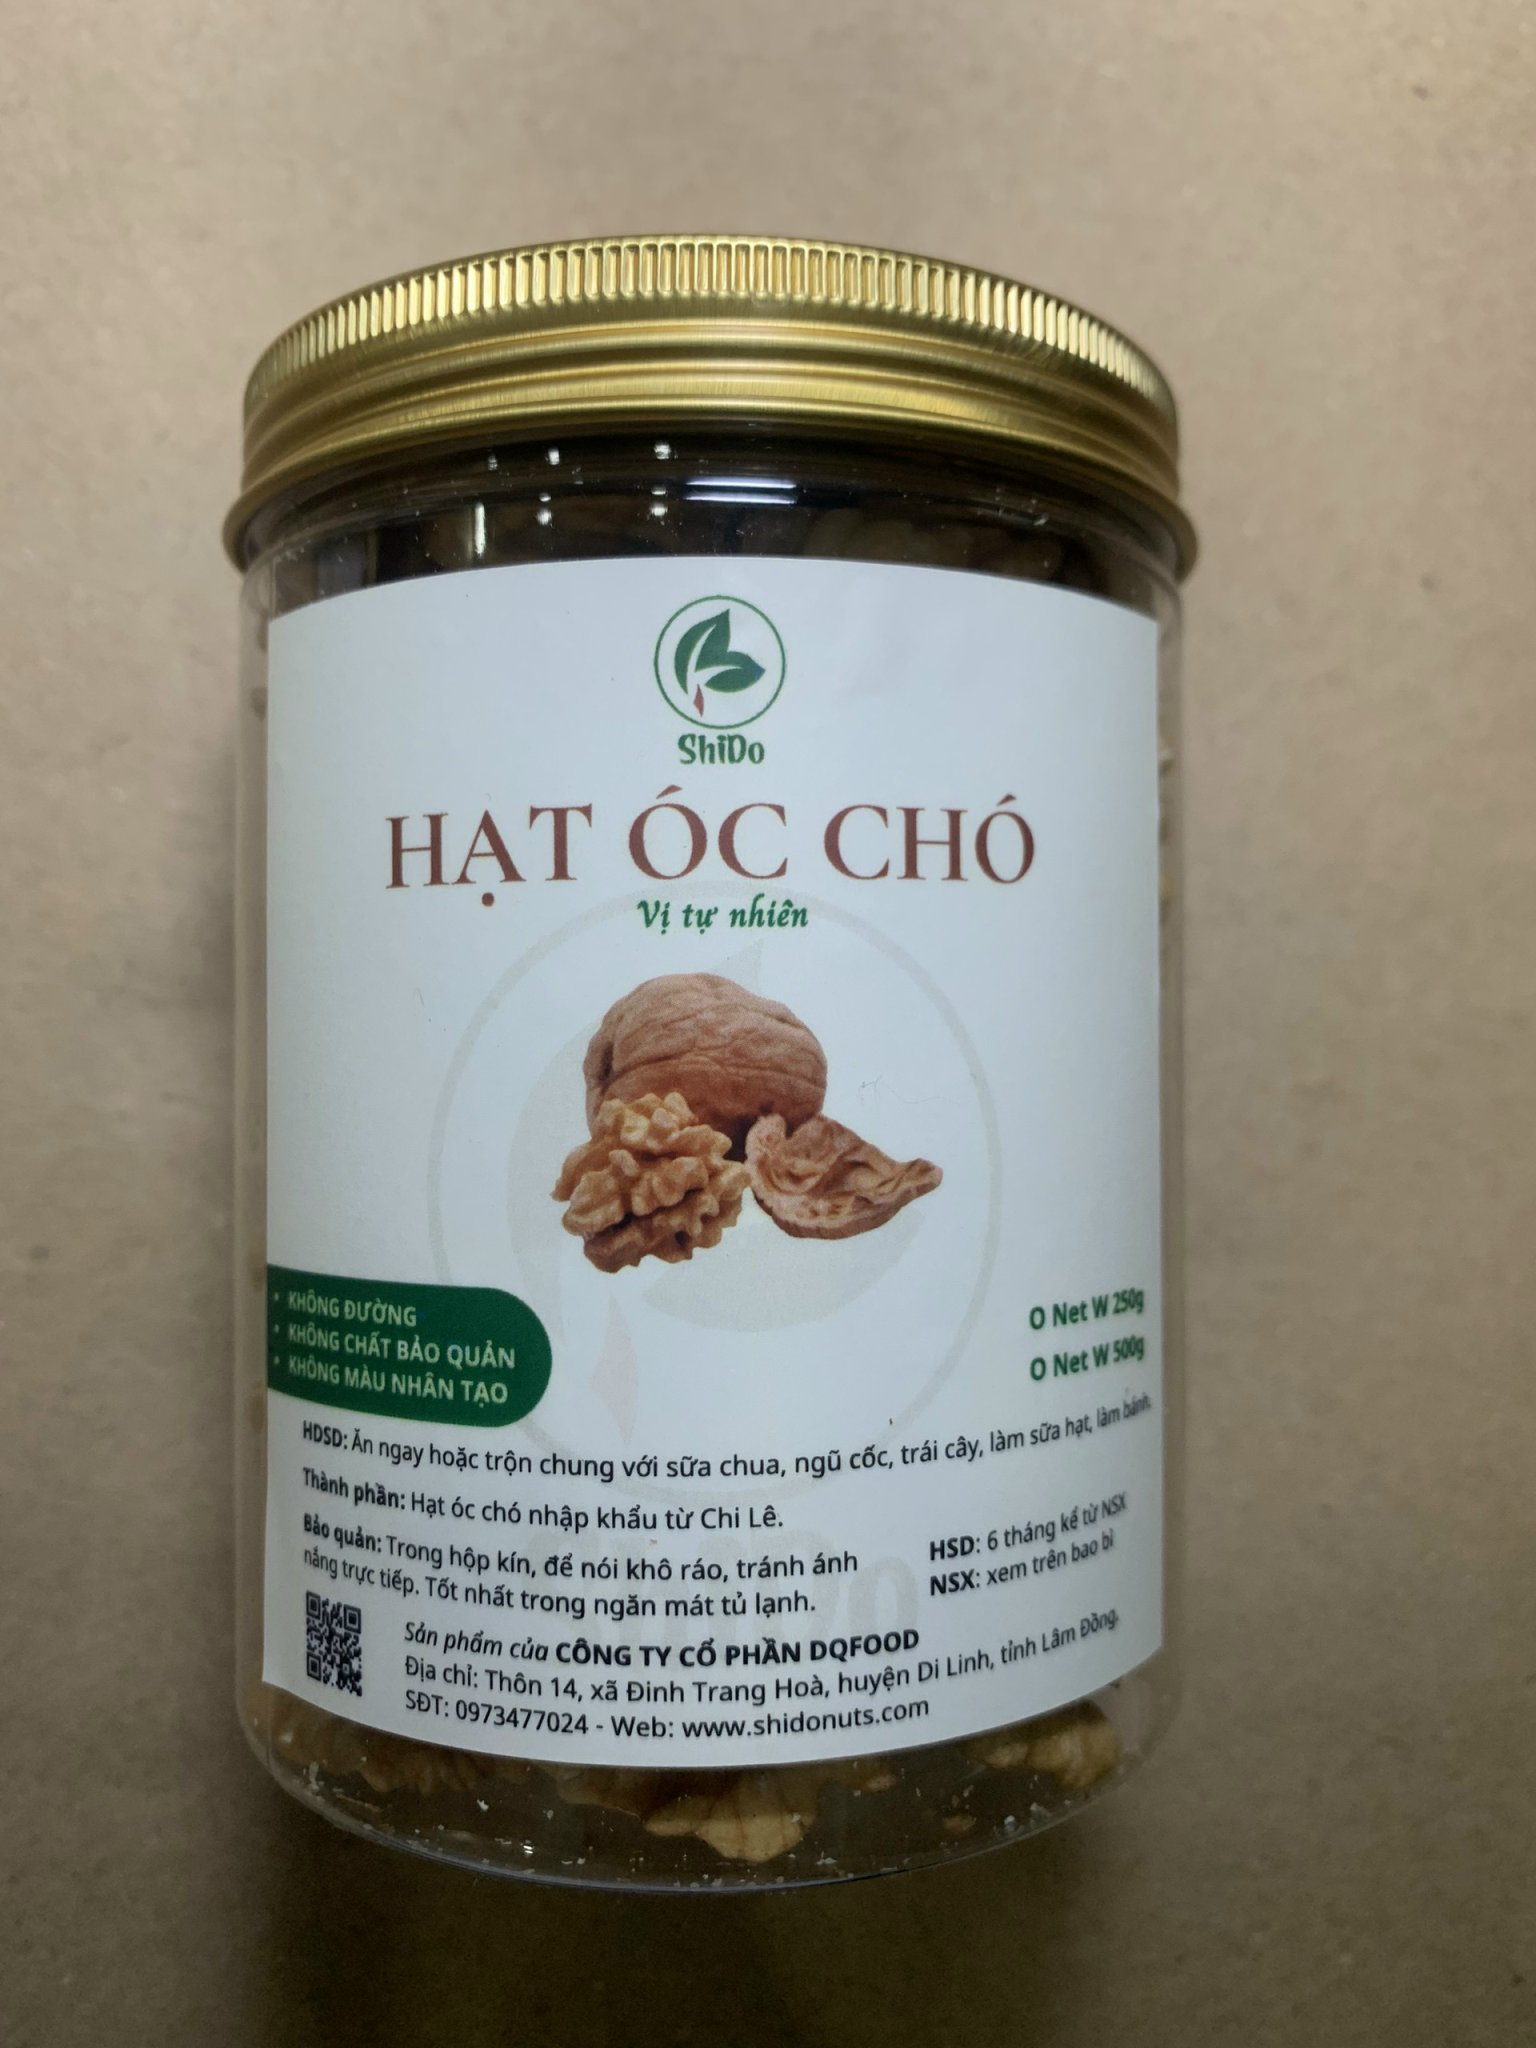 ShiDo
HẠT ÓC CHÓ
Vị tự nhiên
• KHÔNG ĐƯỜNG
• KHÔNG CHẤT BẢO QUẢN
• KHÔNG MÀU NHÂN TẠO
O Net W 250g
O Net W 500g
HDSD: Ăn ngay hoặc trộn chung với sữa chua, ngũ cốc, trái cây, làm sữa hạt, làm bánh.
Thành phần: Hạt óc chó nhập khẩu từ Chi Lê.
Bảo quản: Trong hộp kín, để nói khô ráo, tránh ánh
nắng trực tiếp. Tốt nhất trong ngăn mát tủ lạnh.
HSD: 6 tháng kể từ NSX
NSX: xem trên bao bì
Sản phẩm của CÔNG TY CỔ PHẦN DQFOOD
Địa chỉ: Thôn 14, xã Đinh Trang Hoà, huyện Di Linh, tỉnh Lâm Đồng.
SĐT: 0973477024 - Web: www.shidonuts.com